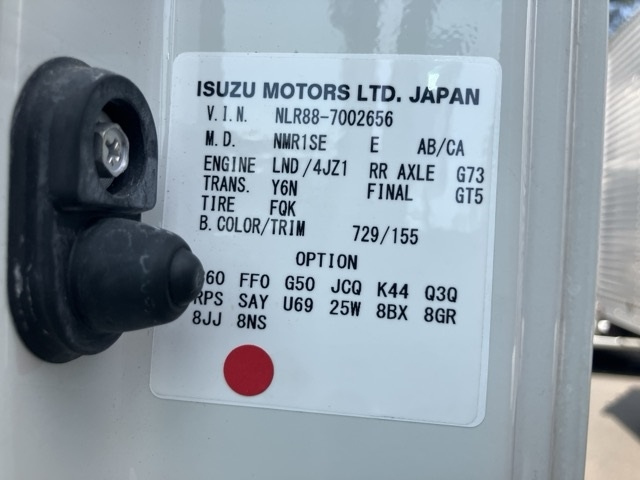 ISUZU MOTORS LTD. JAPAN
V.I.N. NLR88-7002656
M.D. NMR1SE E AB/CA
ENGINE LND/4JZ1 RR AXLE G73
TRANS. Y6N FINAL GT5
TIRE FQK
B.COLOR/TRIM 729/155
OPTION
60 FF0 G50 JCQ K44 Q3Q
RPS SAY U69 25W 8BX 8GR
8JJ 8NS